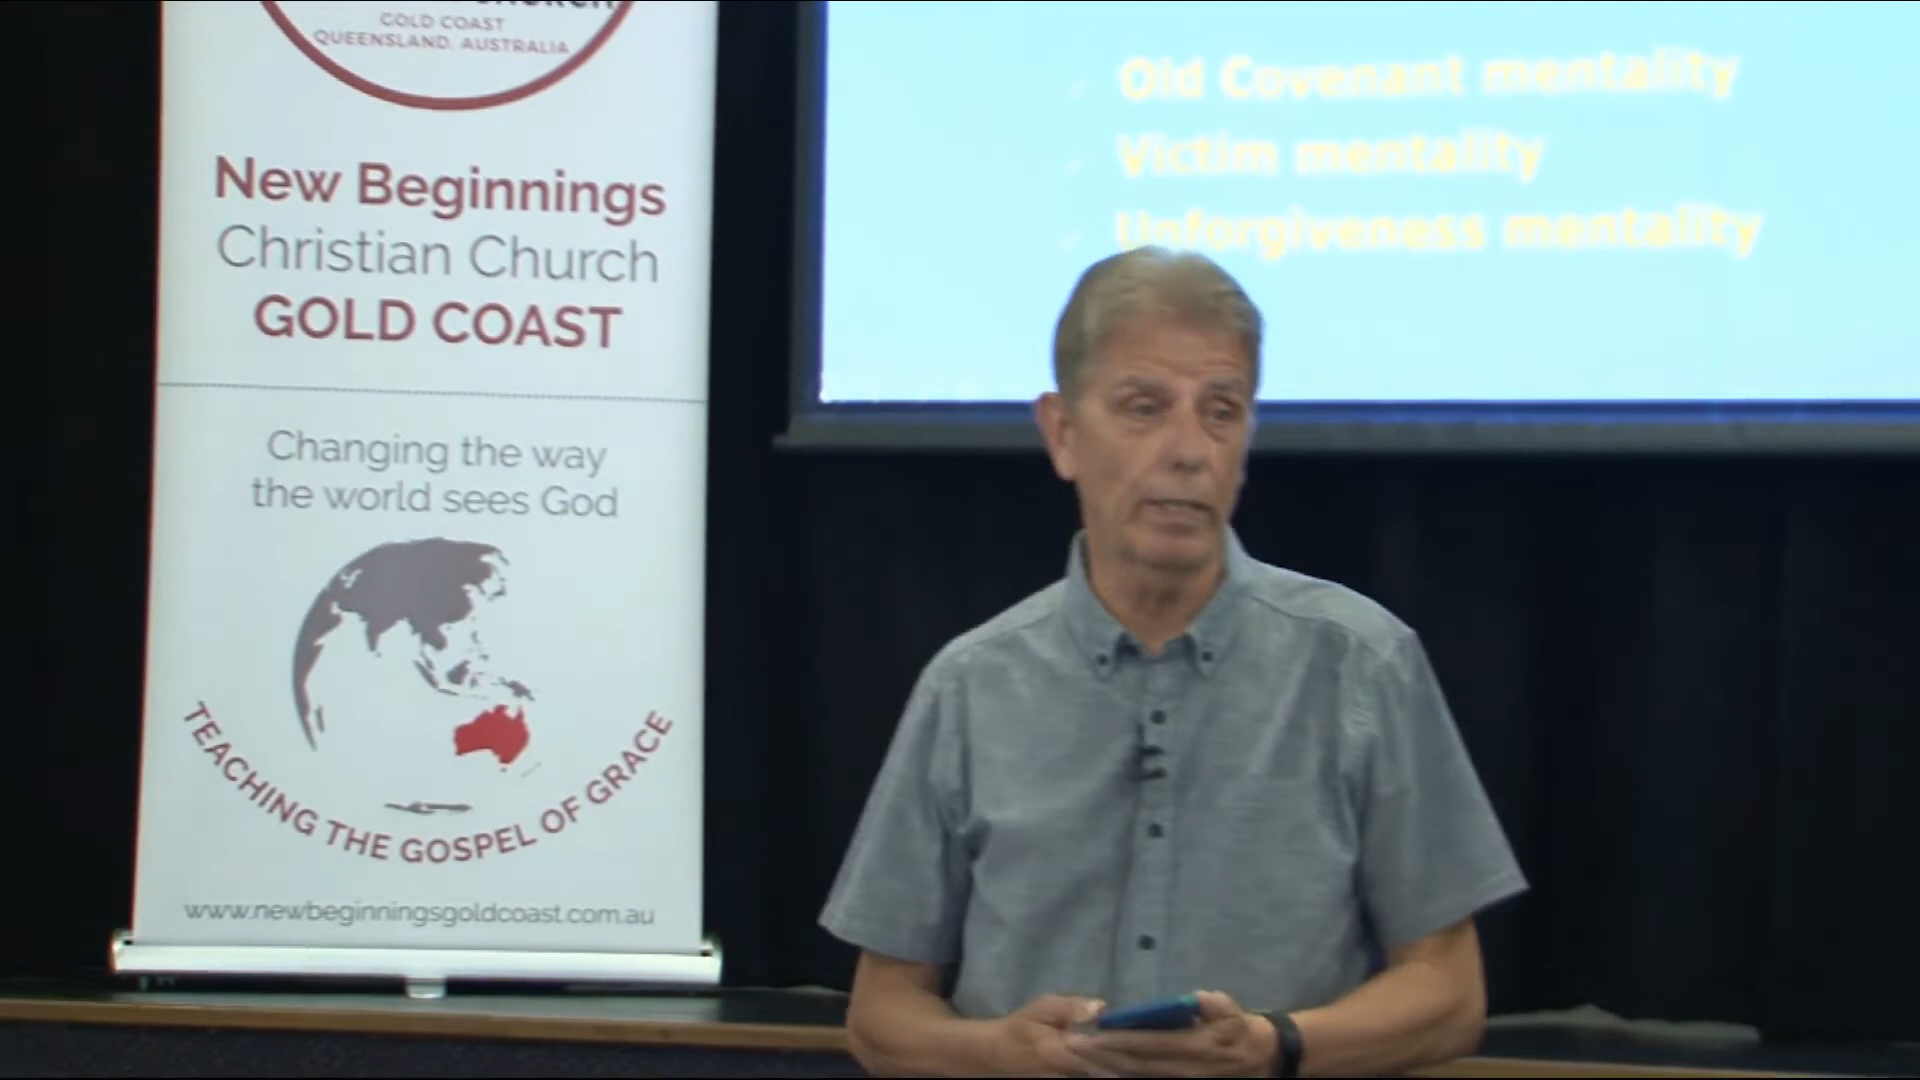 GOLD COAST
QUEENSLAND, AUSTRALIA
New Beginnings
Christian Church
GOLD COAST
Changing the way
the world sees God
TEACHING THE GOSPEL OF GRACE
www.newbeginningsgoldcoast.com.au
Old Covenant mentality
Victim mentality
Unforgiveness mentality